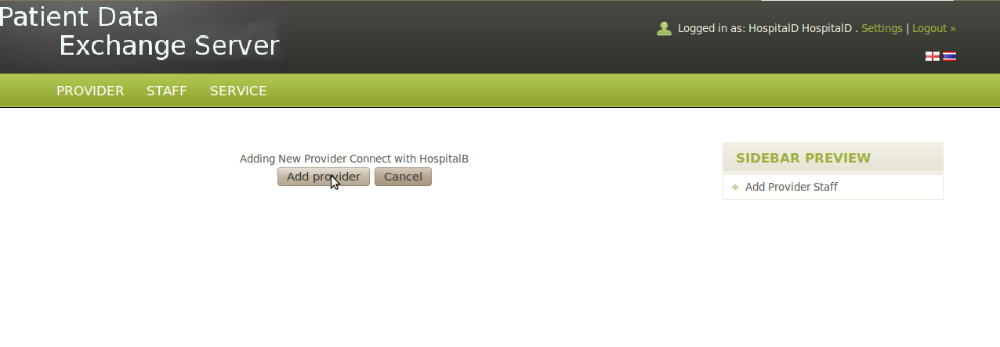 Patient Data
Exchange Server
Logged in as: HospitalD HospitalD . Settings | Logout »
PROVIDER STAFF SERVICE
Adding New Provider Connect with HospitalB
Add provider Cancel
SIDEBAR PREVIEW
Add Provider Staff